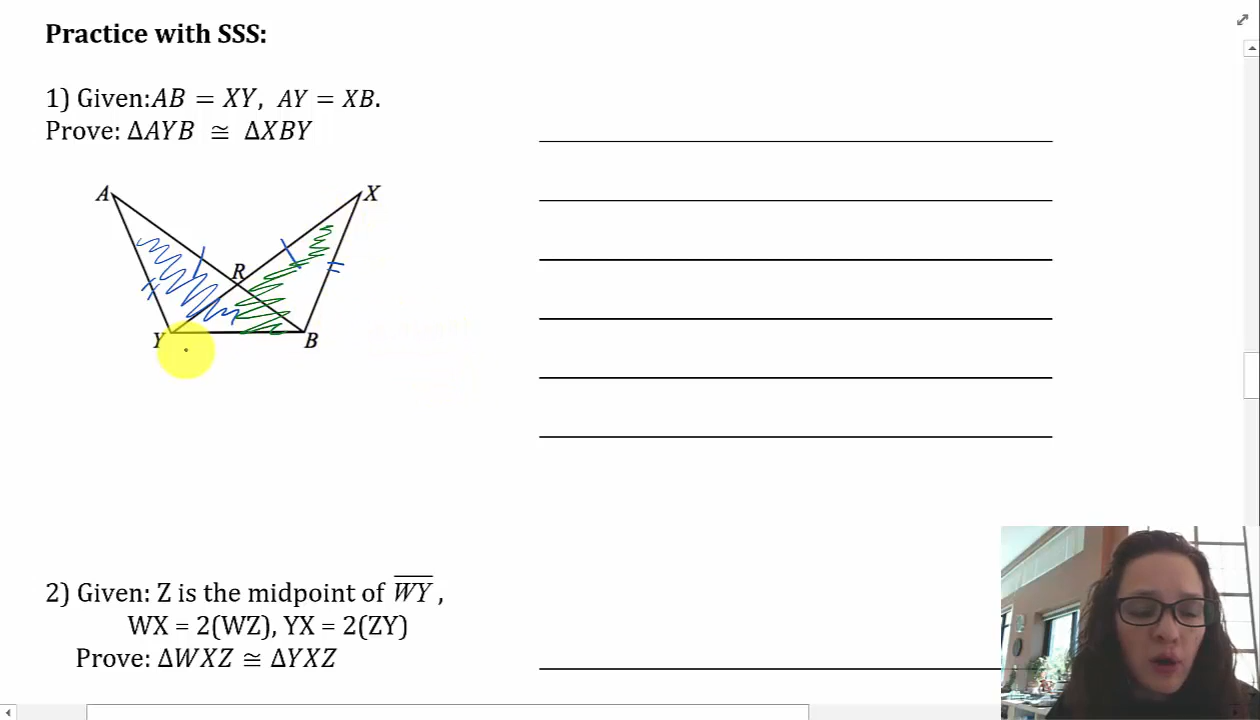 Practice with SSS:
1) Given:AB = XY, AY = XB.
Prove: ΔAYB ≅ ΔXBY
A
X
R
Y
B
2) Given: Z is the midpoint of \overline{WY},
WX = 2(WZ), YX = 2(ZY)
Prove: ΔWXZ ≅ ΔYXZ